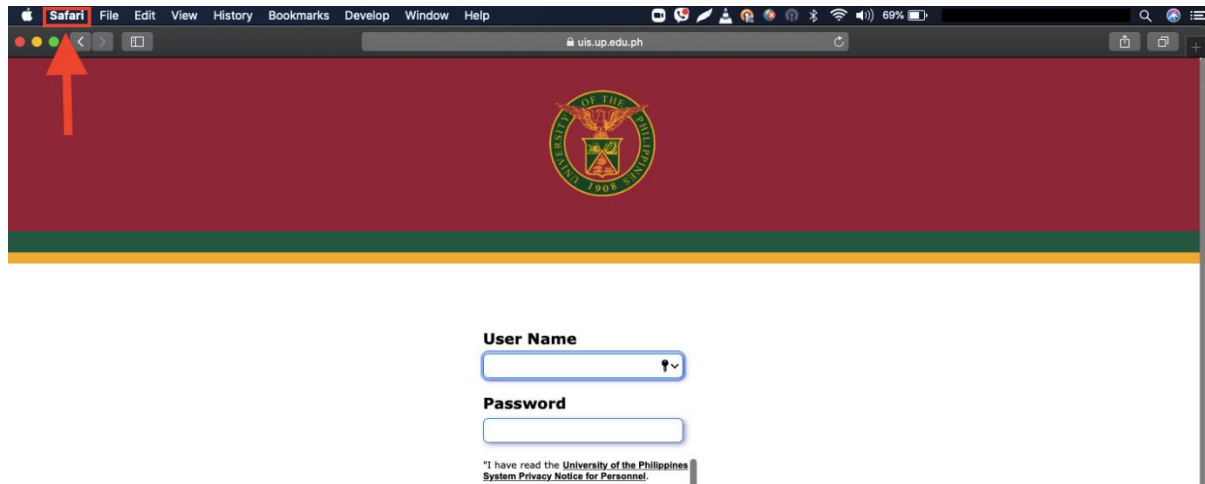 Safari File Edit View History Bookmarks Develop Window Help 69%
uis.up.edu.ph
UNIVERSITY OF THE PHILIPPINES
1908
User Name
Password
"I have read the University of the Philippines
System Privacy Notice for Personnel.